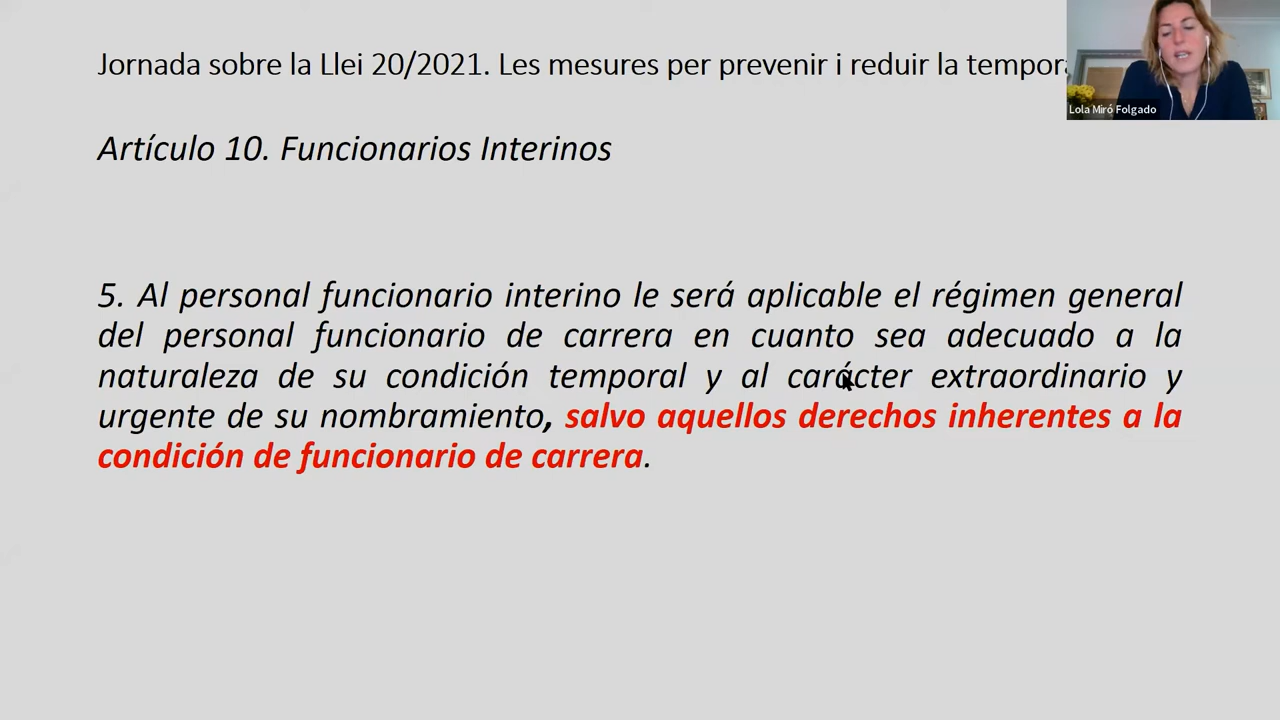 Jornada sobre la Llei 20/2021. Les mesures per prevenir i reduir la
Lola Miró Folgado
Artículo 10. Funcionarios Interinos
5. Al personal funcionario interino le será aplicable el régimen general
del personal funcionario de carrera en cuanto sea adecuado a la
naturaleza de su condición temporal y al carácter extraordinario y
urgente de su nombramiento, salvo aquellos derechos inherentes a la
condición de funcionario de carrera.